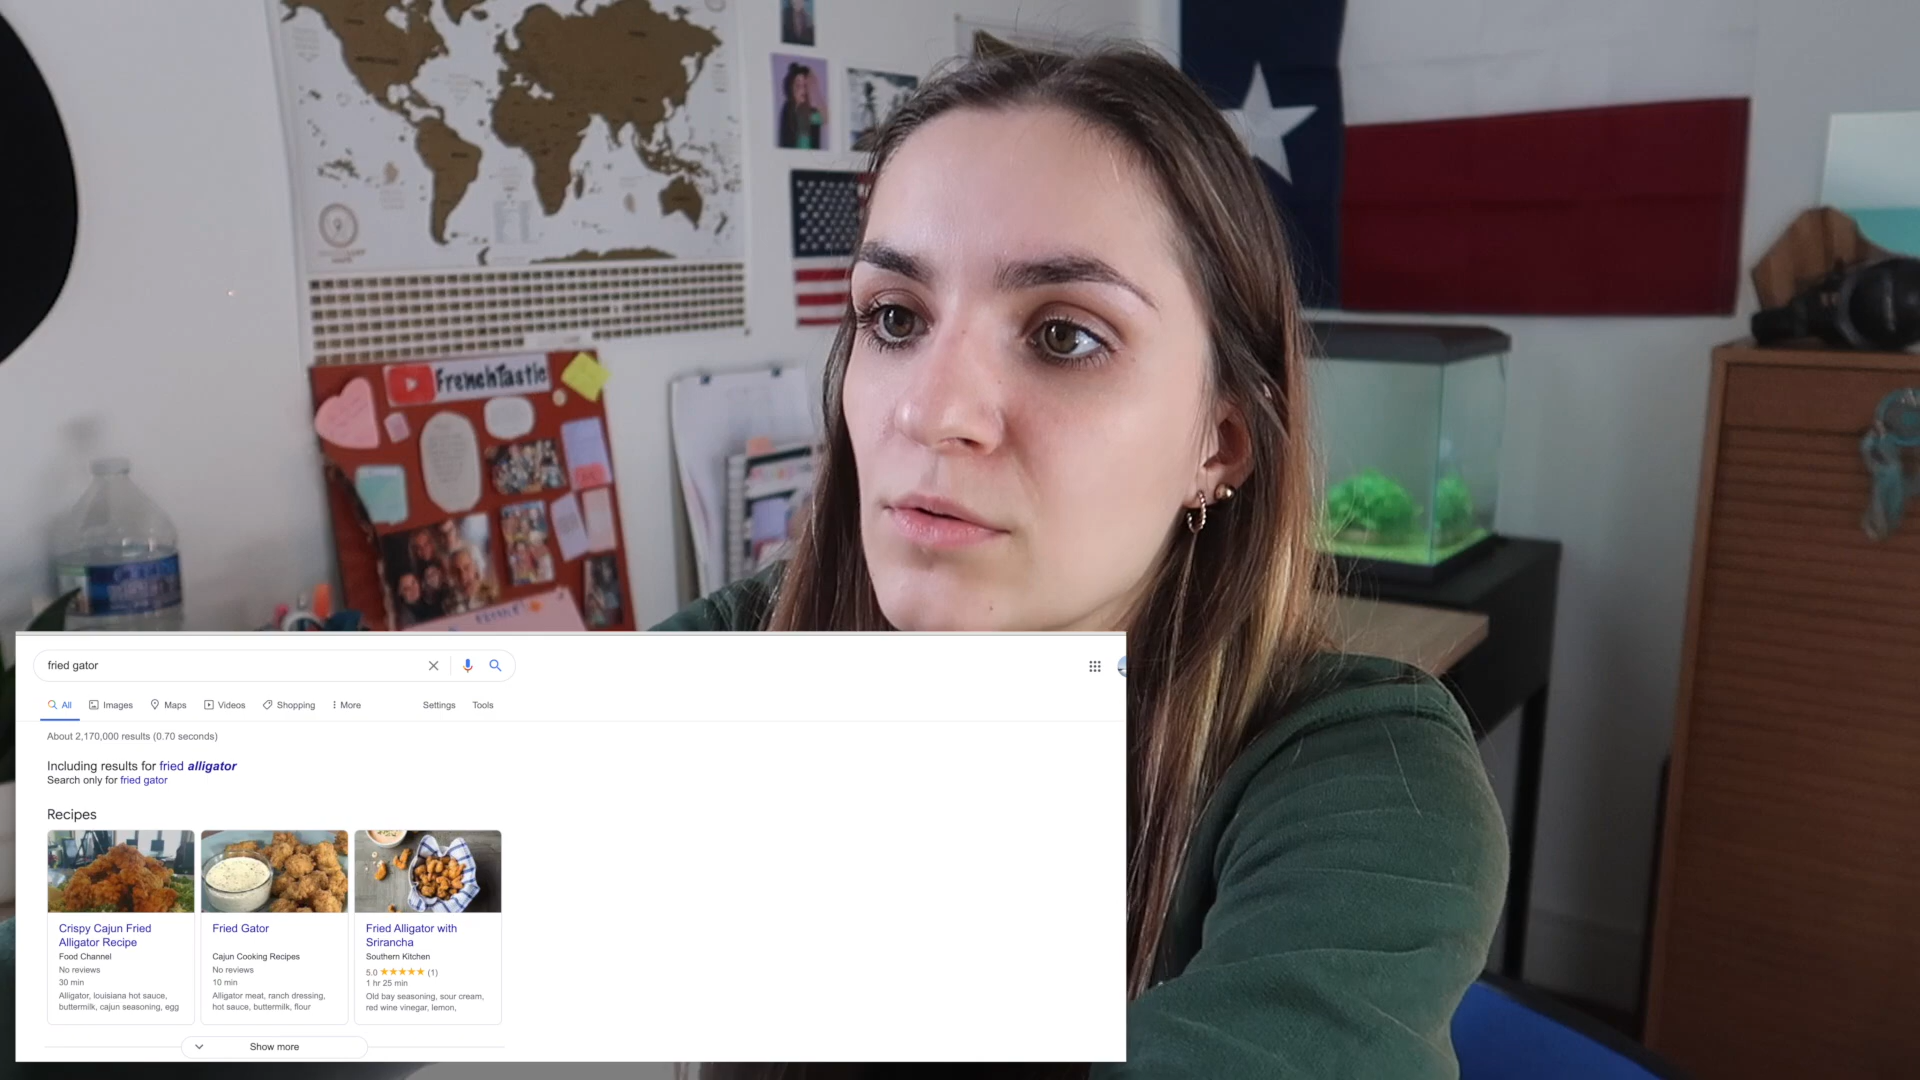 FrenchTastic
fried gator
All
Images
Maps
Videos
Shopping
More
Settings
Tools
About 2,170,000 results (0.70 seconds)
Including results for fried alligator
Search only for fried gator
Recipes
Crispy Cajun Fried
Alligator Recipe
Food Channel
No reviews
30 min
Alligator, louisiana hot sauce,
buttermilk, cajun seasoning, egg
Fried Gator
Cajun Cooking Recipes
No reviews
10 min
Alligator meat, ranch dressing,
hot sauce, buttermilk, flour
Fried Alligator with
Srirancha
Southern Kitchen
5.0 ★★★★★ (1)
1 hr 25 min
Old bay seasoning, sour cream,
red wine vinegar, lemon,
Show more